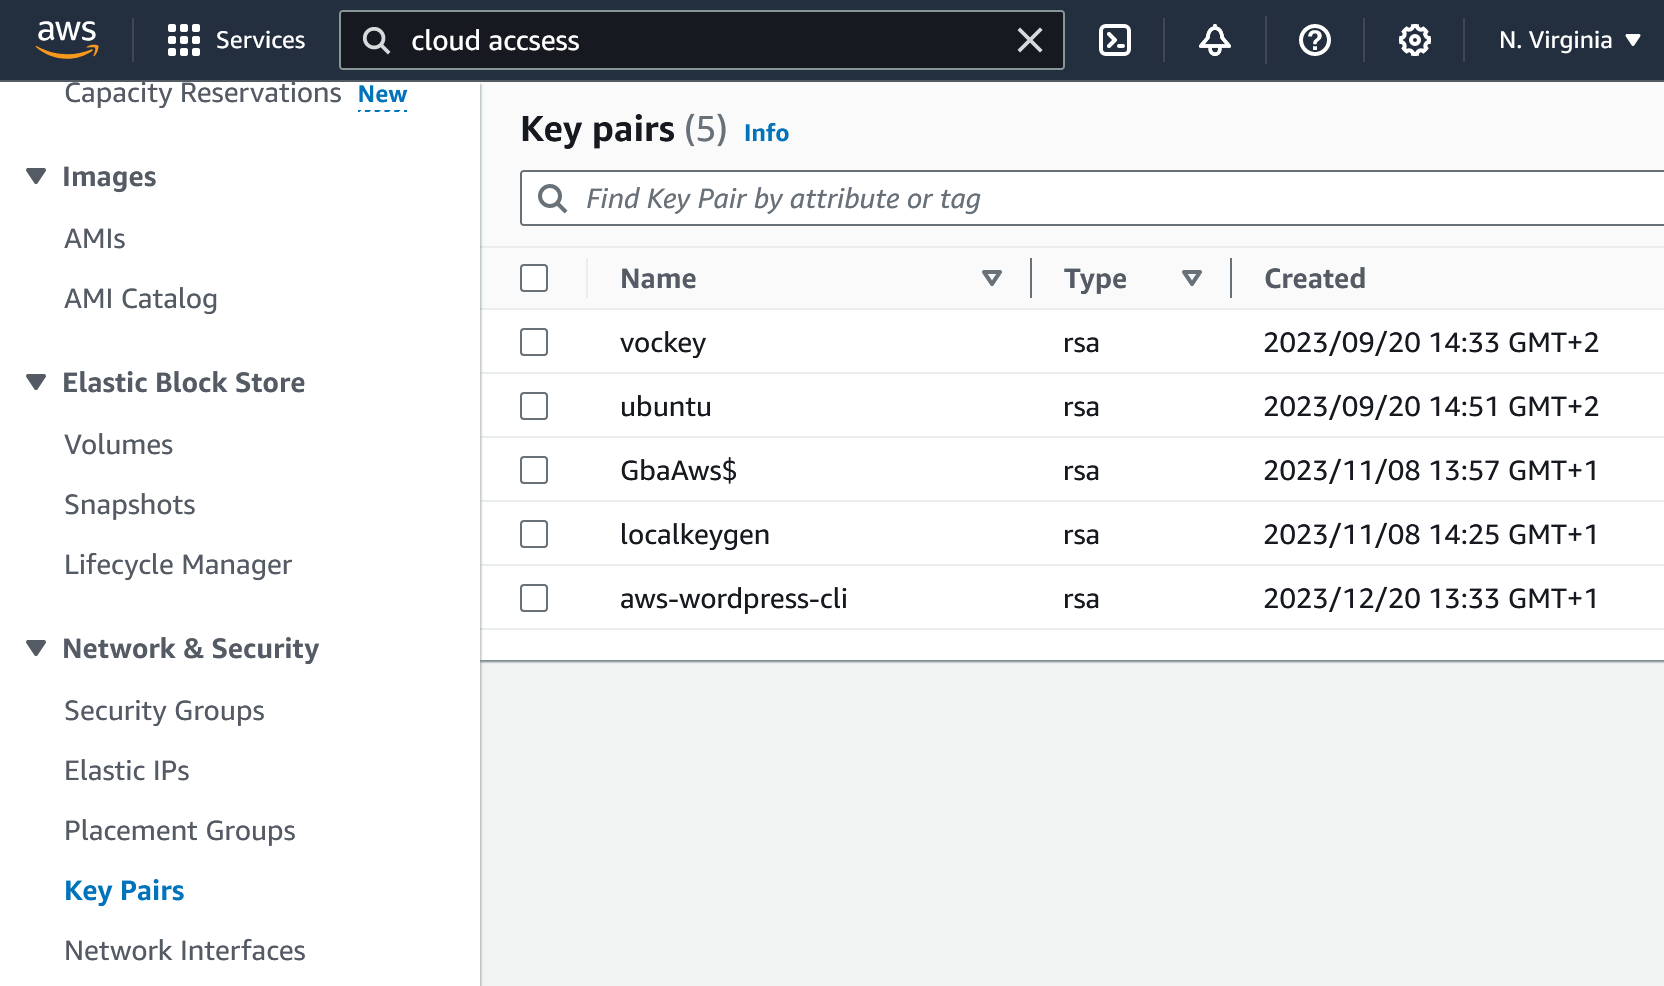 aws
Services
cloud accsess
N. Virginia
Capacity Reservations New
Images
AMIs
AMI Catalog
Elastic Block Store
Volumes
Snapshots
Lifecycle Manager
Network & Security
Security Groups
Elastic IPs
Placement Groups
Key Pairs
Network Interfaces
Key pairs (5) Info
Find Key Pair by attribute or tag
Name Type Created
vockey rsa 2023/09/20 14:33 GMT+2
ubuntu rsa 2023/09/20 14:51 GMT+2
GbaAws$ rsa 2023/11/08 13:57 GMT+1
localkeygen rsa 2023/11/08 14:25 GMT+1
aws-wordpress-cli rsa 2023/12/20 13:33 GMT+1